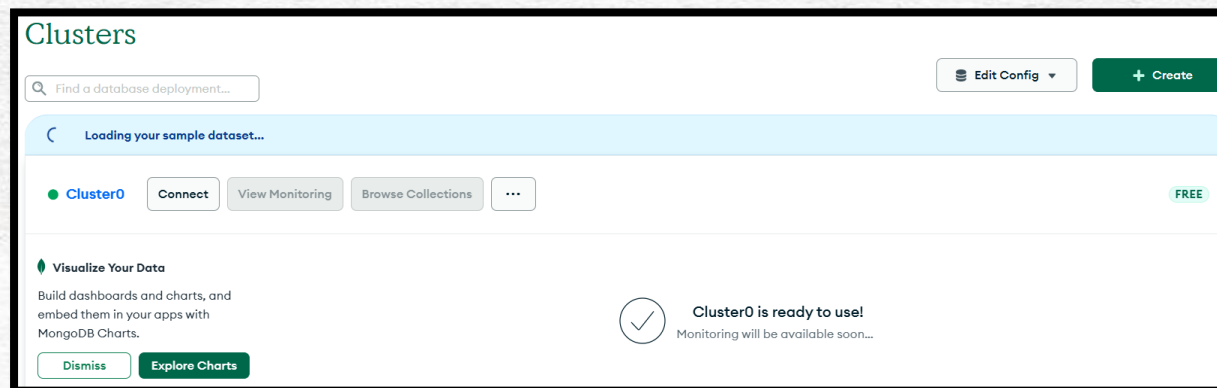 Clusters
Find a database deployment...
Edit Config
+ Create
Loading your sample dataset...
Cluster0
Connect
View Monitoring
Browse Collections
...
FREE
Visualize Your Data
Build dashboards and charts, and
embed them in your apps with
MongoDB Charts.
Dismiss
Explore Charts
Cluster0 is ready to use!
Monitoring will be available soon...